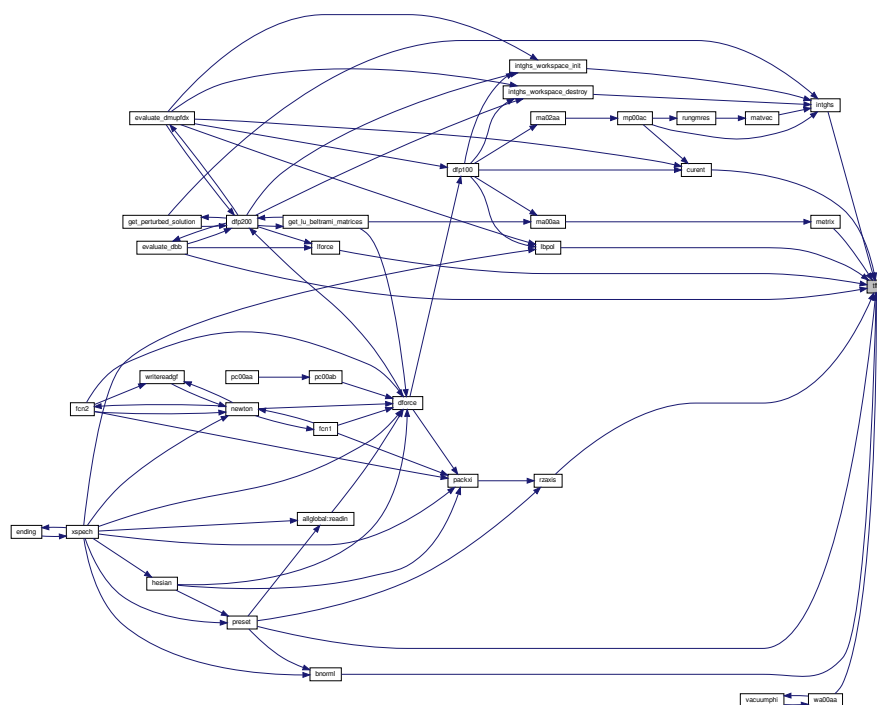 intghs_workspace_init
intghs_workspace_destroy
intghs
evaluate_dmupfdx
ma02aa
mp00ac
rungmres
matvec
dfp100
curent
get_perturbed_solution
dfp200
get_lu_beltrami_matrices
ma00aa
metrix
evaluate_dbb
lforce
lbpol
writereadgf
pc00aa
pc00ab
fcn2
newton
dforce
fcn1
packxi
rzaxis
allglobal:readin
ending
xspech
hesian
preset
bnorml
vacuumphi
wa00aa